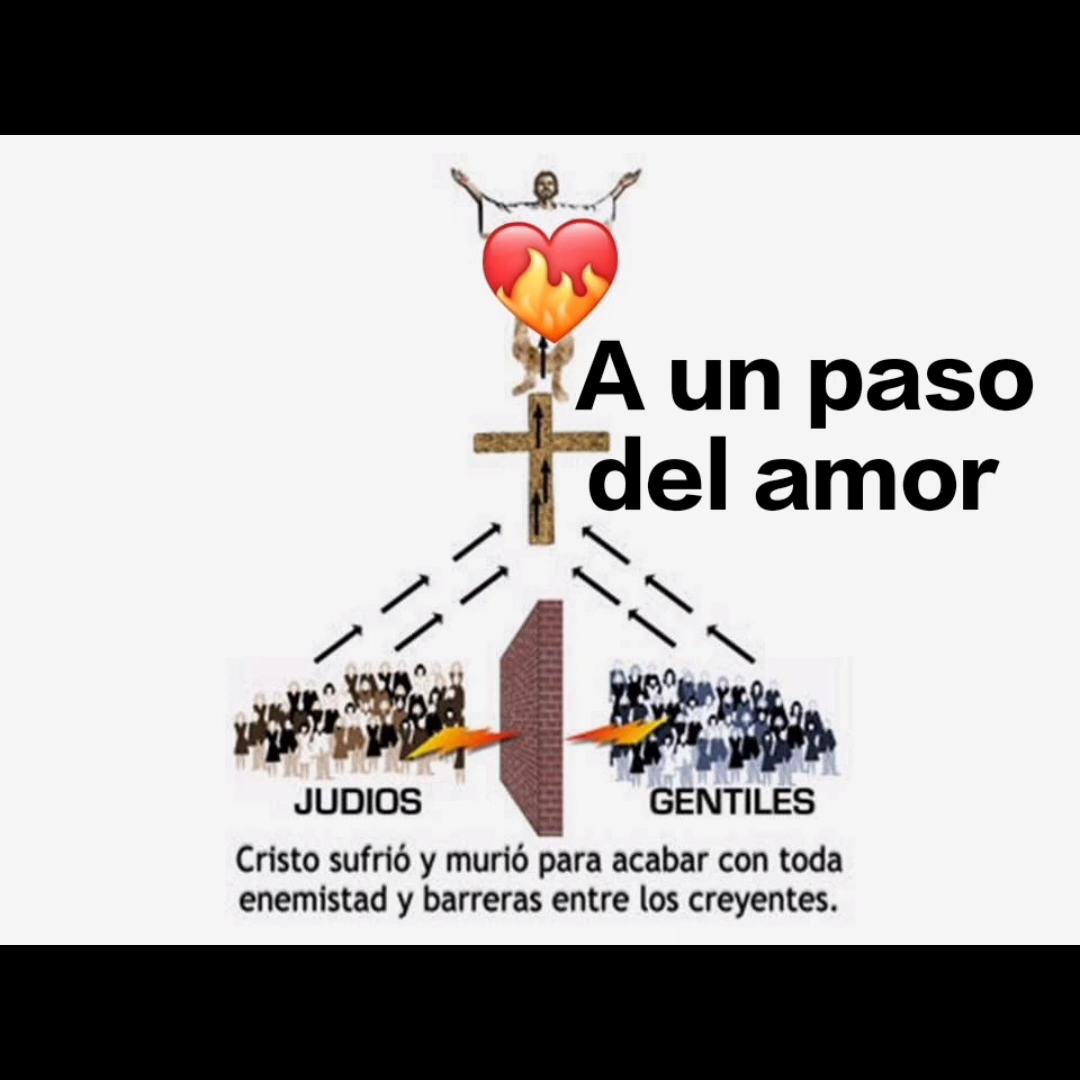 A un paso
del amor
JUDIOS
GENTILES
Cristo sufrió y murió para acabar con toda
enemistad y barreras entre los creyentes.